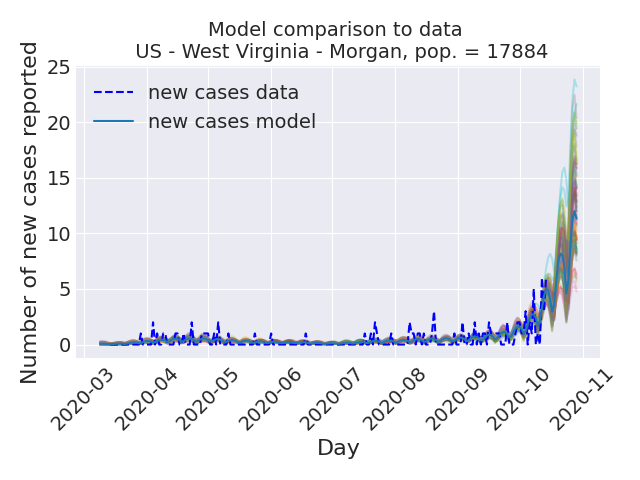 Model comparison to data
US - West Virginia - Morgan, pop. = 17884
Number of new cases reported
25
20
15
10
5
0
new cases data
new cases model
2020-03
2020-04
2020-05
2020-06
2020-07
2020-08
2020-09
2020-10
2020-11
Day